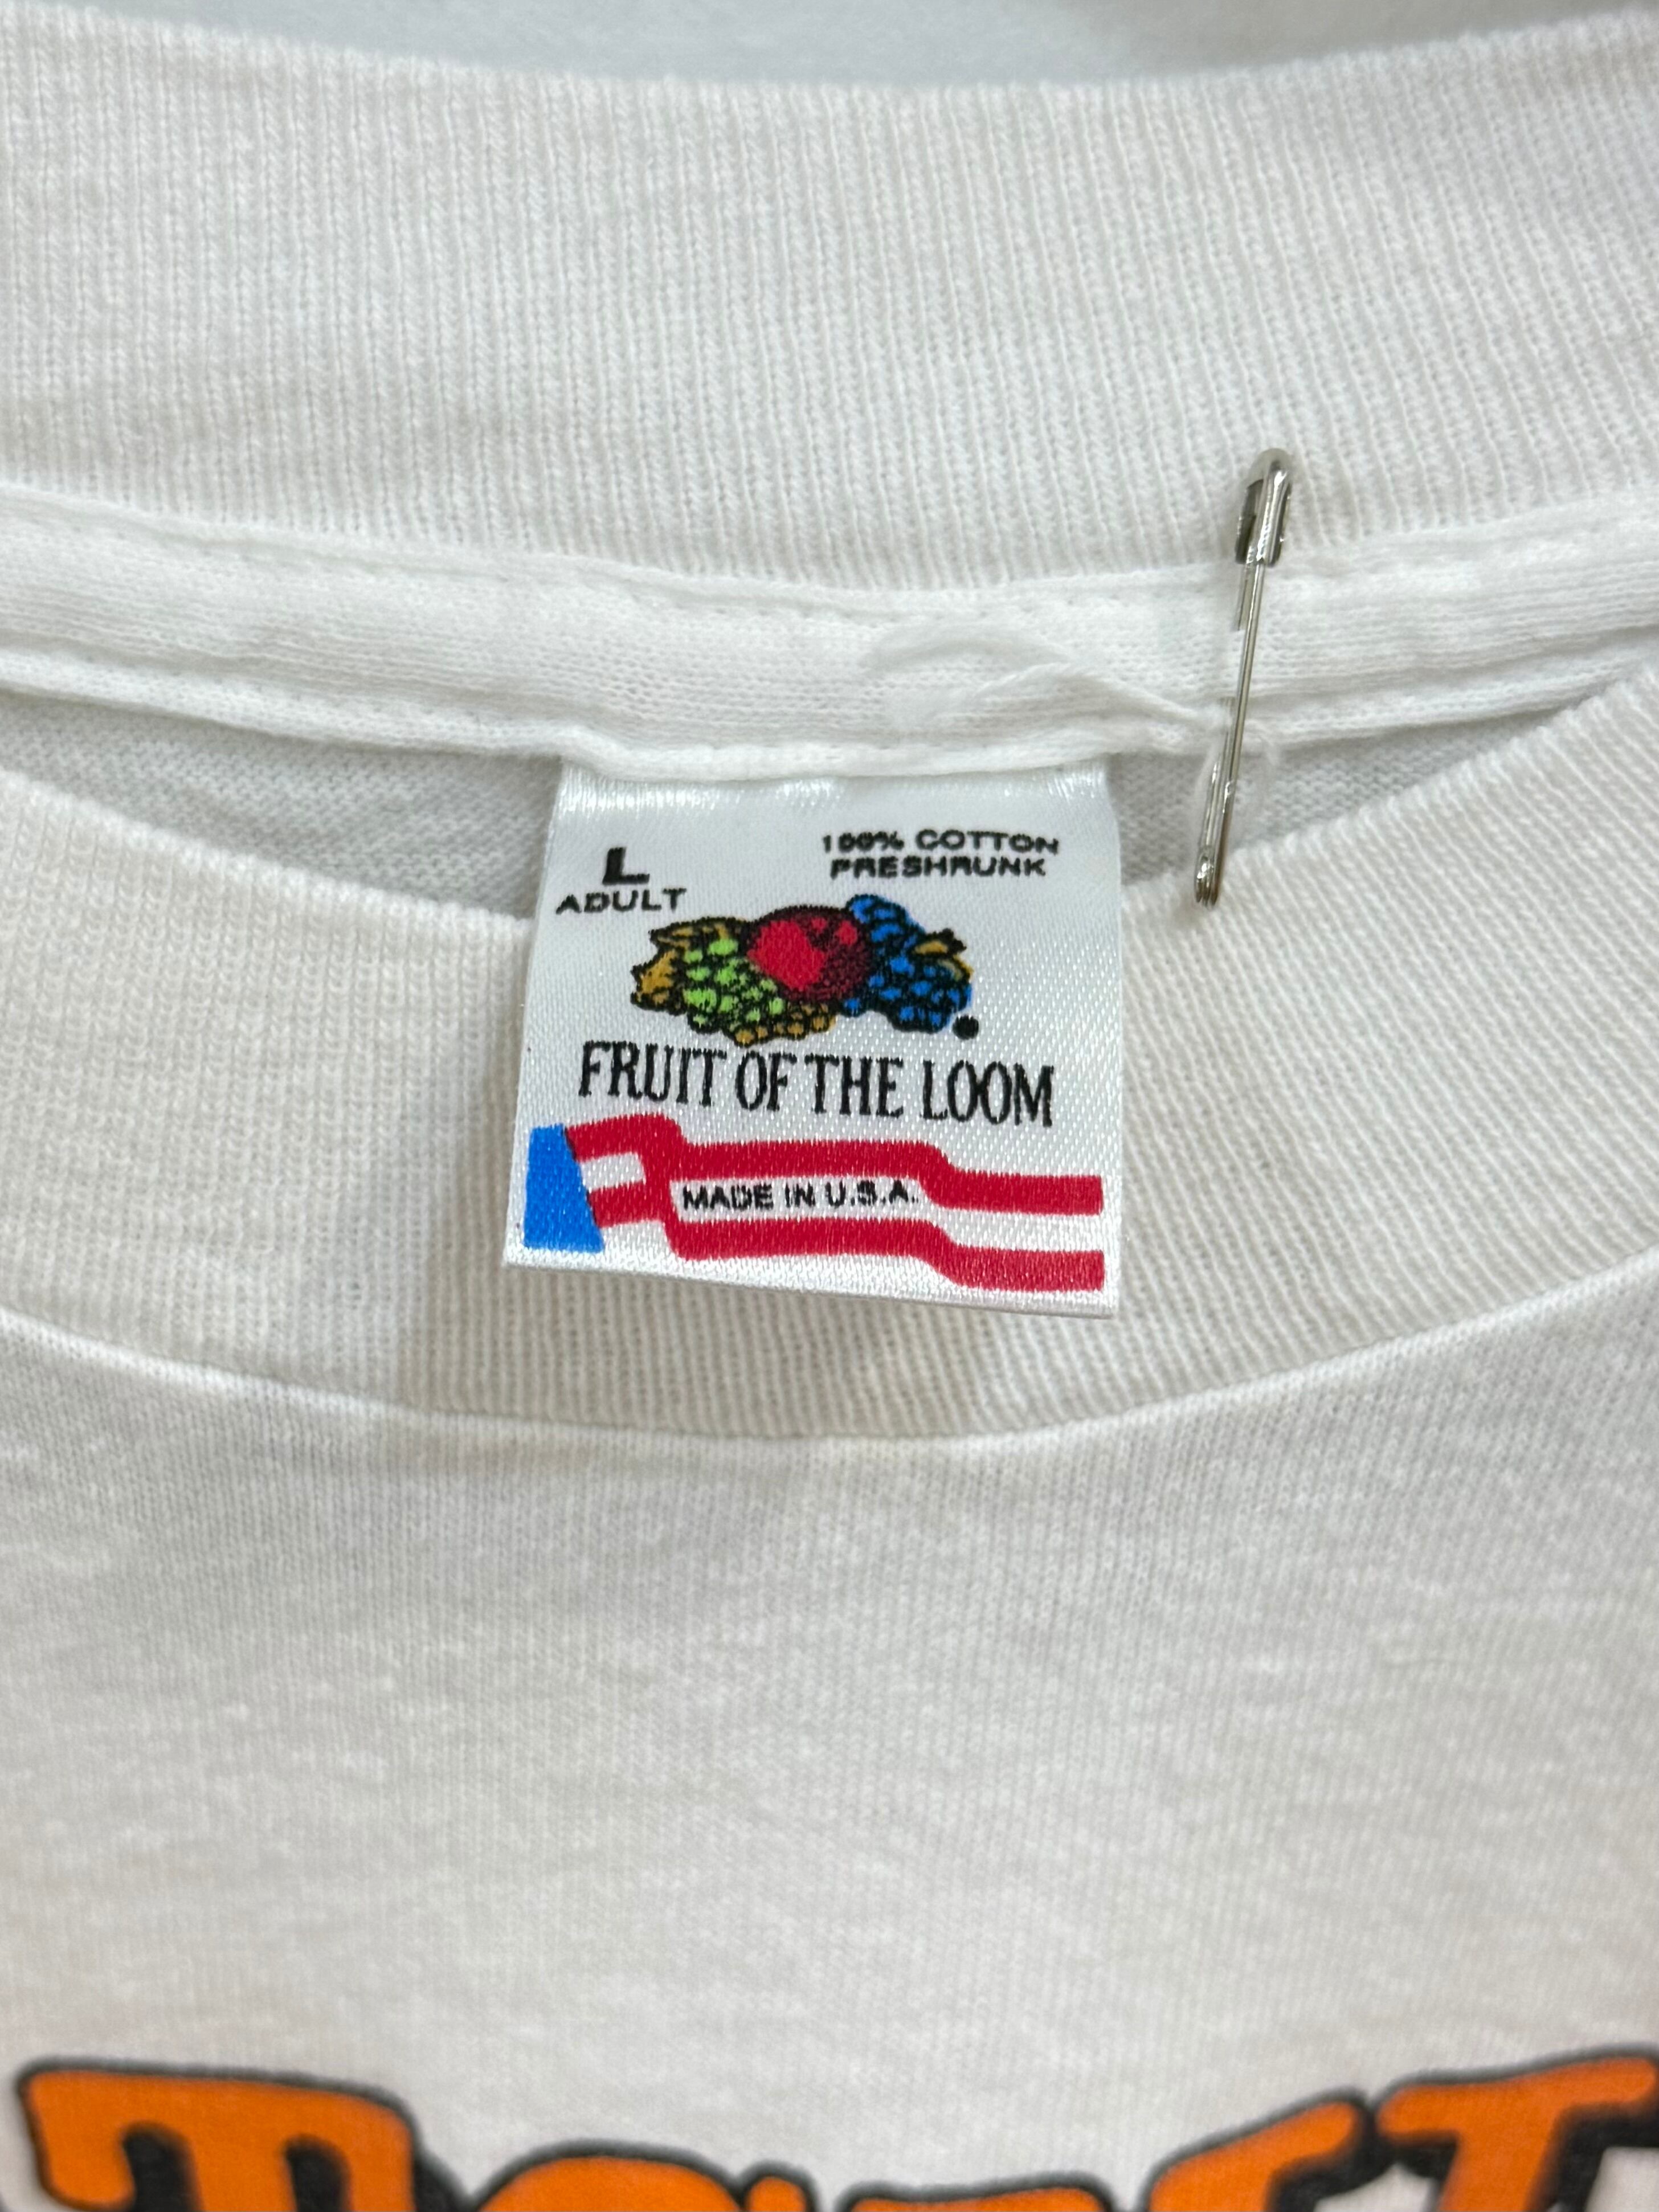 L
ADULT
100% COTTON
PRESHRUNK
FRUIT OF THE LOOM
MADE IN U.S.A.